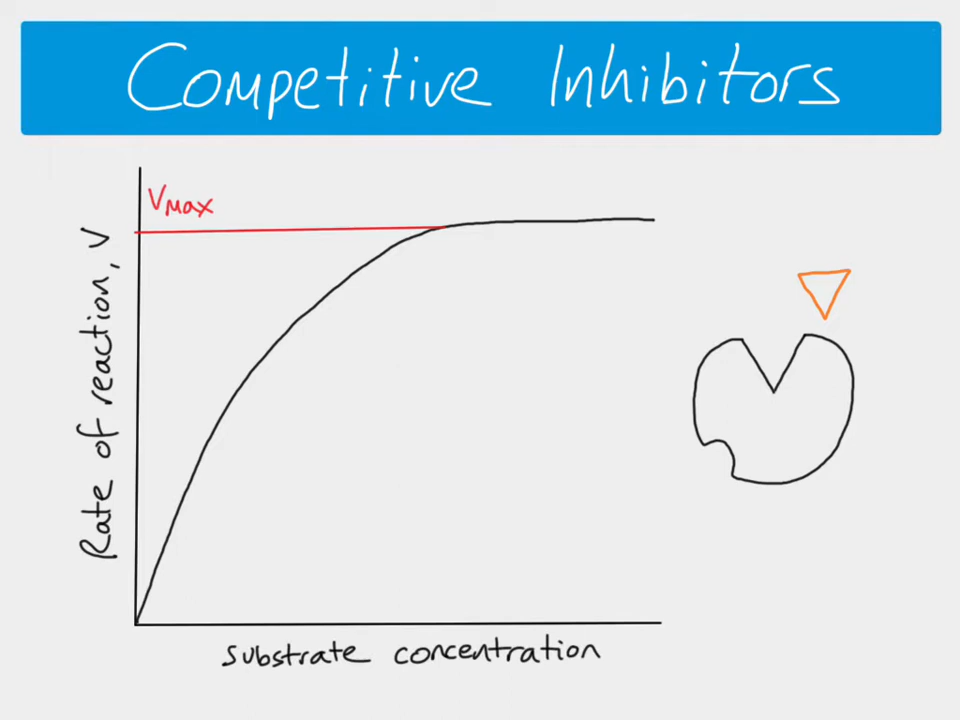 Competitive Inhibitors
VMax
Rate of reaction, V
substrate concentration